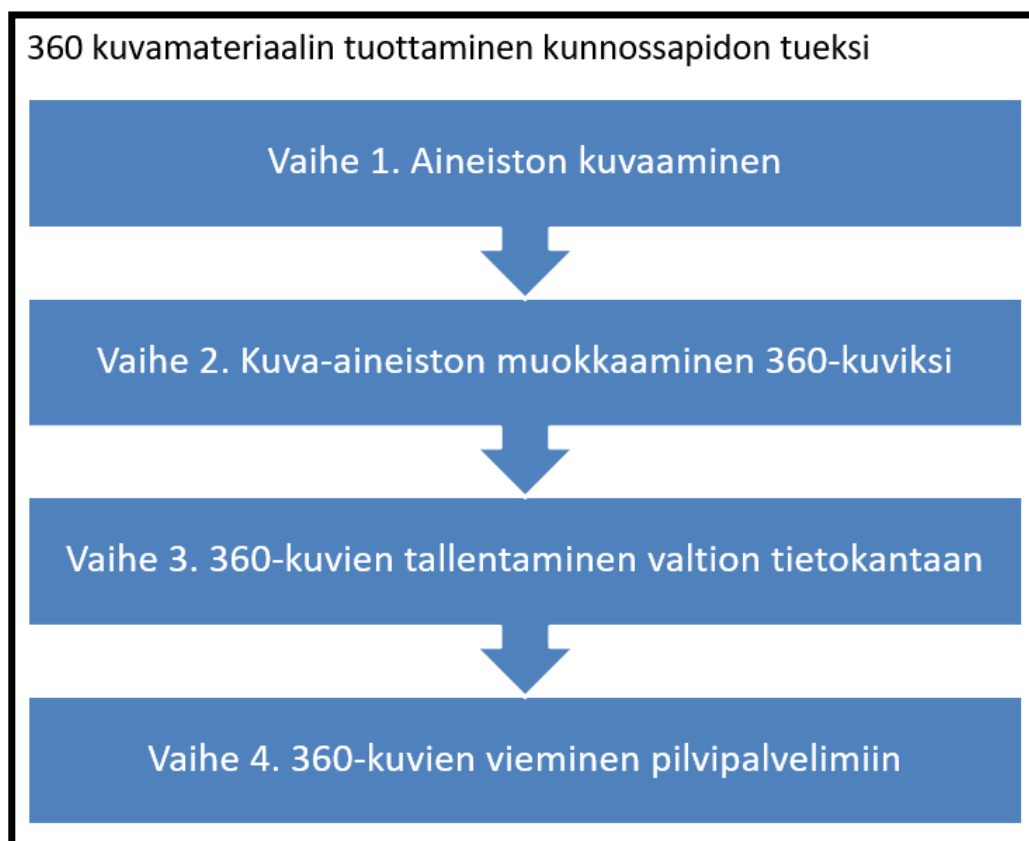 360 kuvamateriaalin tuottaminen kunnossapidon tueksi
Vaihe 1. Aineiston kuvaaminen
Vaihe 2. Kuva-aineiston muokkaaminen 360-kuviksi
Vaihe 3. 360-kuvien tallentaminen valtion tietokantaan
Vaihe 4. 360-kuvien vieminen pilvipalvelimiin